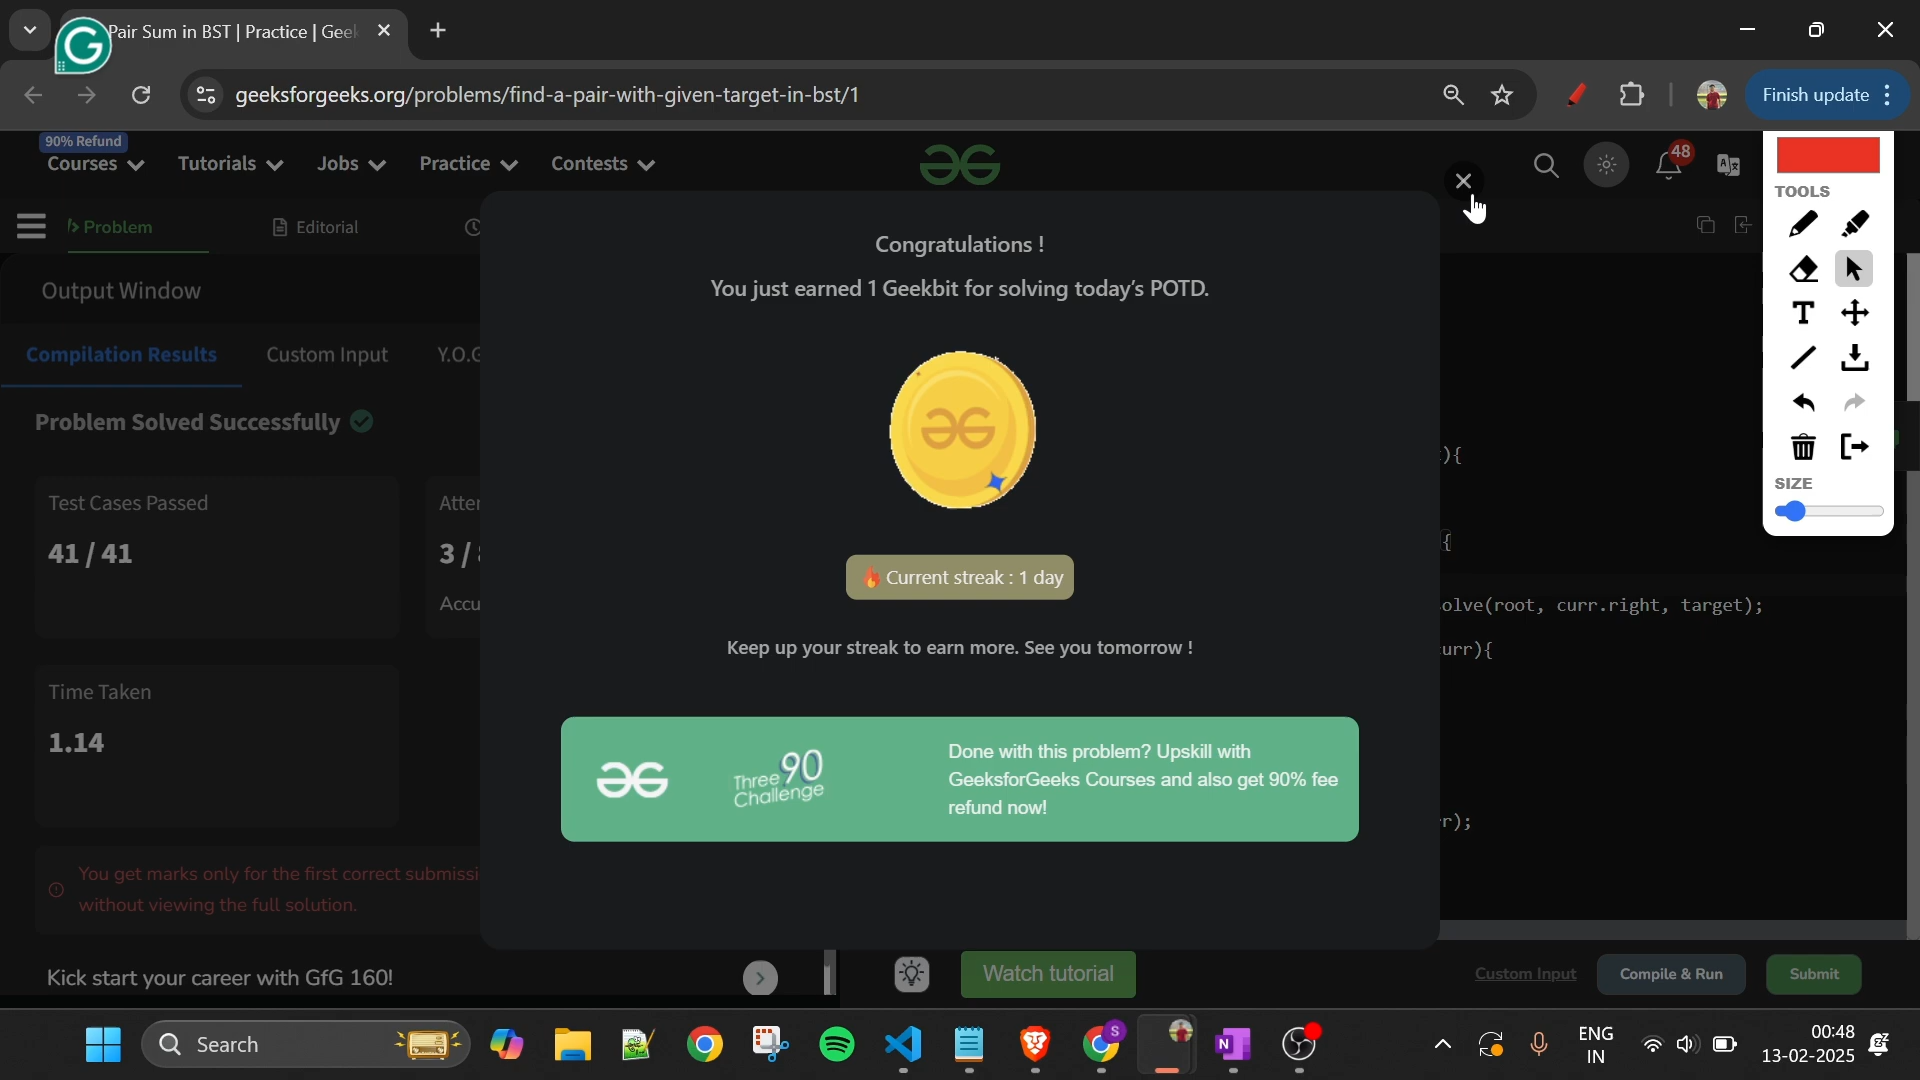 Pair Sum in BST | Practice | Geek
geeksforgeeks.org/problems/find-a-pair-with-given-target-in-bst/1
Finish update
90% Refund
Courses
Tutorials
Jobs
Practice
Contests
48
TOOLS
Problem
Editorial
Output Window
Compilation Results
Custom Input
Y.O.G
Problem Solved Successfully
Test Cases Passed
41 / 41
Atte
3 /
Accu
Time Taken
1.14
You get marks only for the first correct submissi
without viewing the full solution.
Kick start your career with GfG 160!
Congratulations !
You just earned 1 Geekbit for solving today's POTD.
Current streak : 1 day
Keep up your streak to earn more. See you tomorrow !
Three 90
Challenge
Done with this problem? Upskill with
GeeksforGeeks Courses and also get 90% fee
refund now!
){
{
olve(root, curr.right, target);
urr){
r);
SIZE
Watch tutorial
Custom Input
Compile & Run
Submit
Search
ENG
IN
00:48
13-02-2025